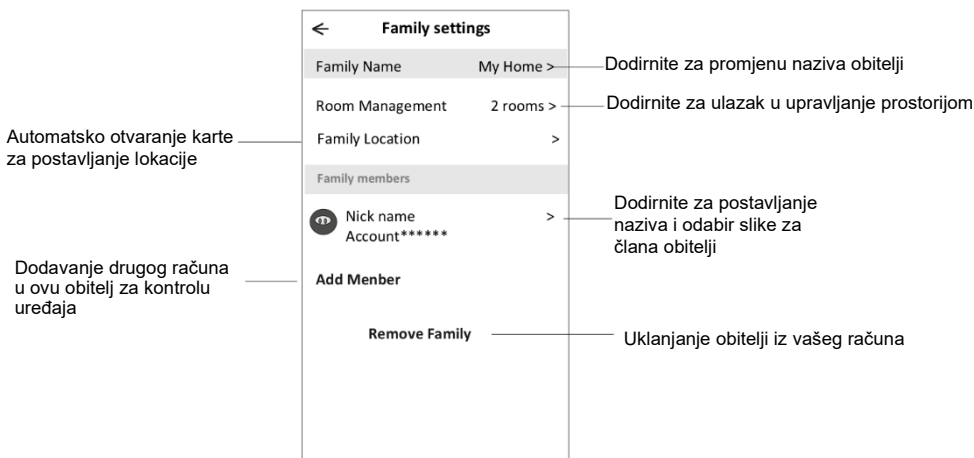 ← Family settings
Family Name My Home >
Dodirnite za promjenu naziva obitelji
Room Management 2 rooms >
Dodirnite za ulazak u upravljanje prostorijom
Automatsko otvaranje karte
za postavljanje lokacije
Family Location >
Family members
Nick name >
Account******
Dodirnite za postavljanje
naziva i odabir slike za
člana obitelji
Dodavanje drugog računa
u ovu obitelj za kontrolu
uređaja
Add Menber
Remove Family
Uklanjanje obitelji iz vašeg računa